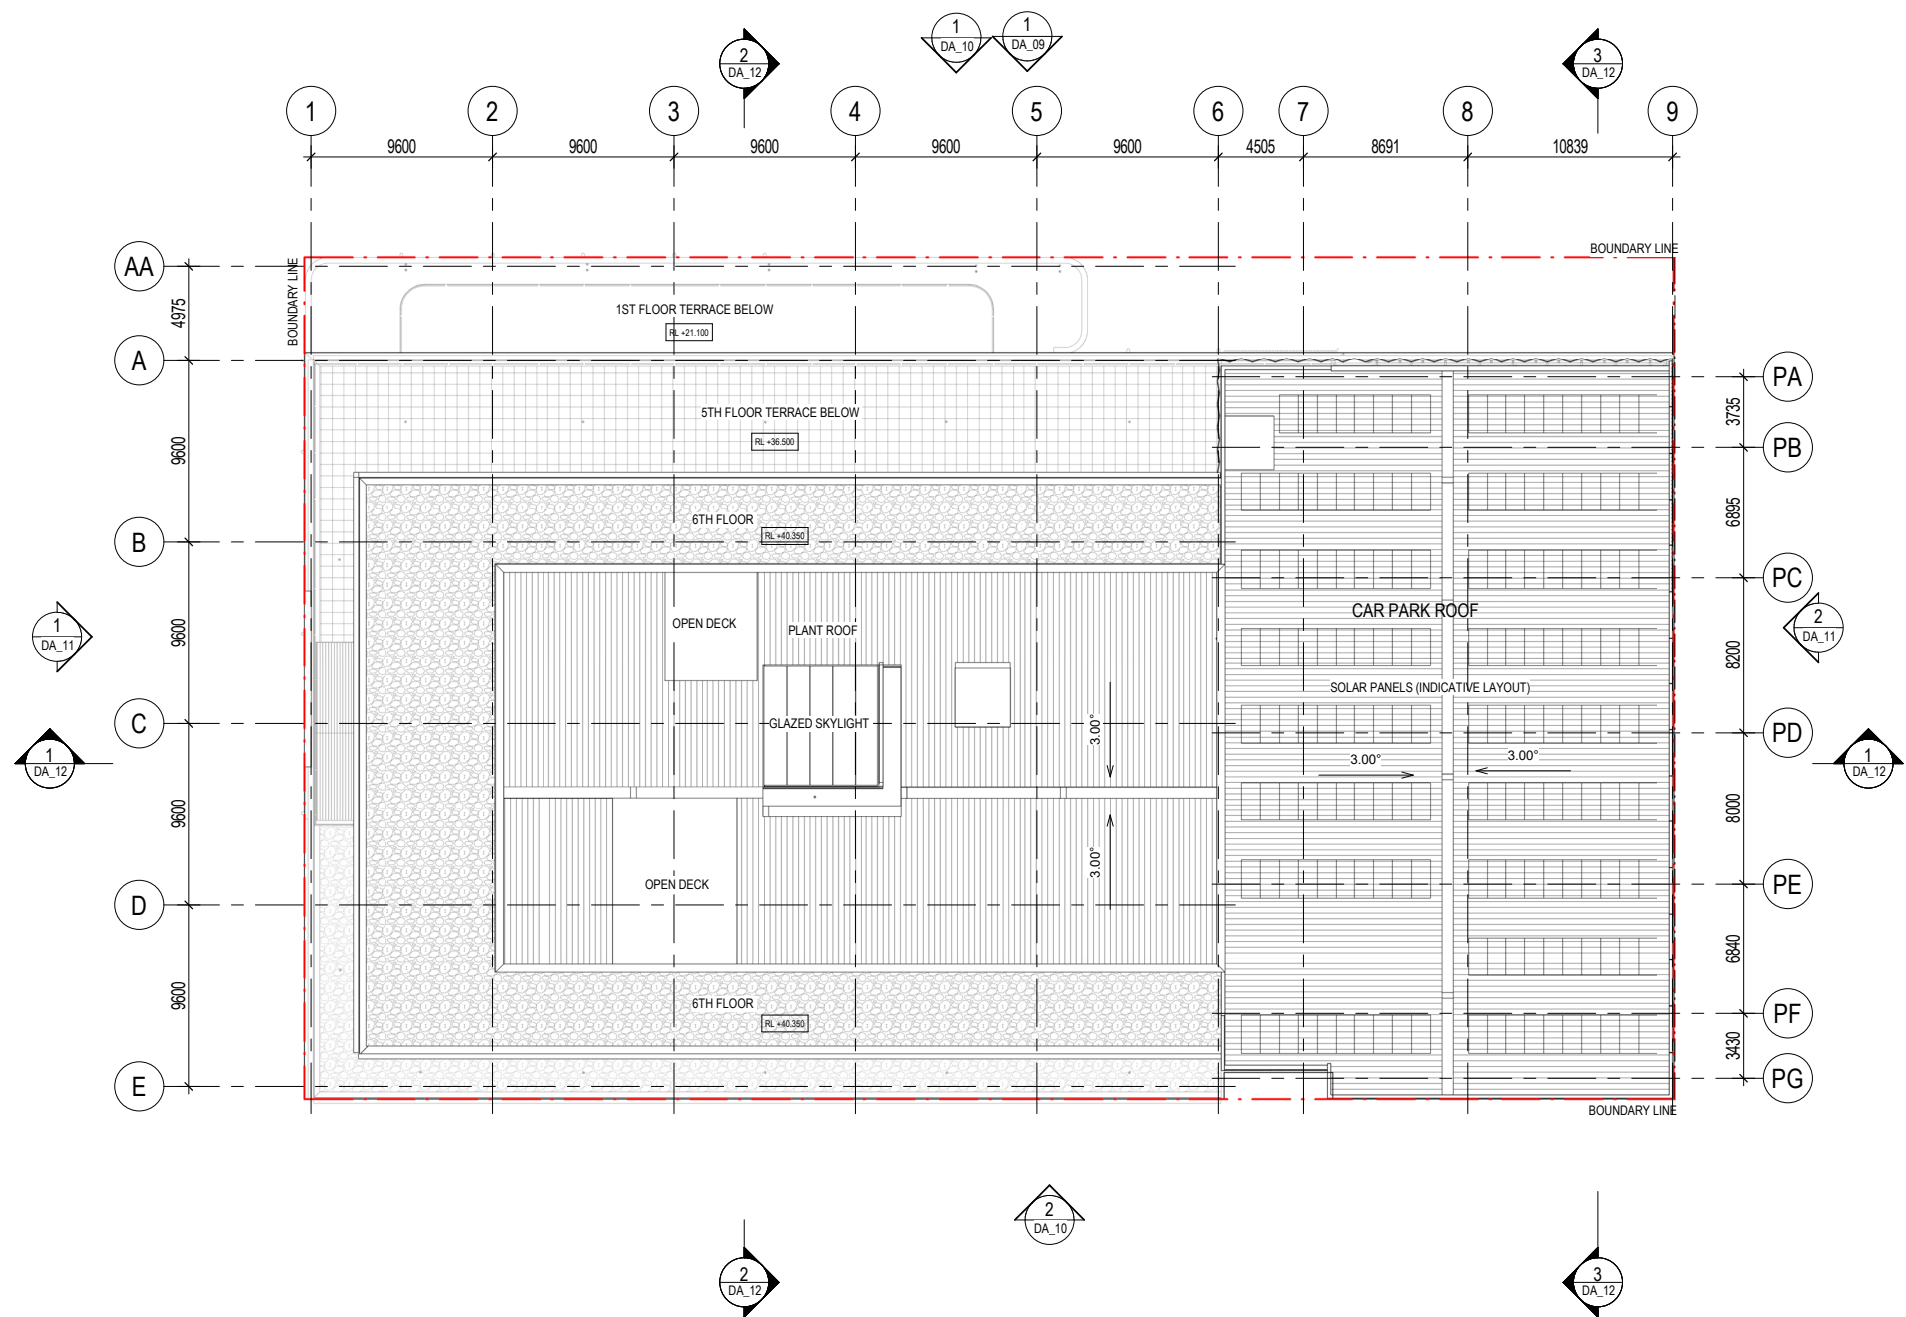 1
DA_10
1
DA_09
2
DA_12
3
DA_12
1
2
3
4
5
6
7
8
9
9600
9600
9600
9600
9600
4505
8691
10839
BOUNDARY LINE
BOUNDARY LINE
AA
4975
A
9600
B
9600
C
9600
D
9600
E
1ST FLOOR TERRACE BELOW
RL +21.100
5TH FLOOR TERRACE BELOW
RL +36.500
6TH FLOOR
RL +40.350
OPEN DECK
PLANT ROOF
GLAZED SKYLIGHT
3.00°
3.00°
OPEN DECK
6TH FLOOR
RL +40.350
CAR PARK ROOF
SOLAR PANELS (INDICATIVE LAYOUT)
3.00°
3.00°
PA
3735
PB
6895
PC
8200
PD
8000
PE
6840
PF
3430
PG
BOUNDARY LINE
1
DA_11
1
DA_12
2
DA_11
1
DA_12
2
DA_10
2
DA_12
3
DA_12